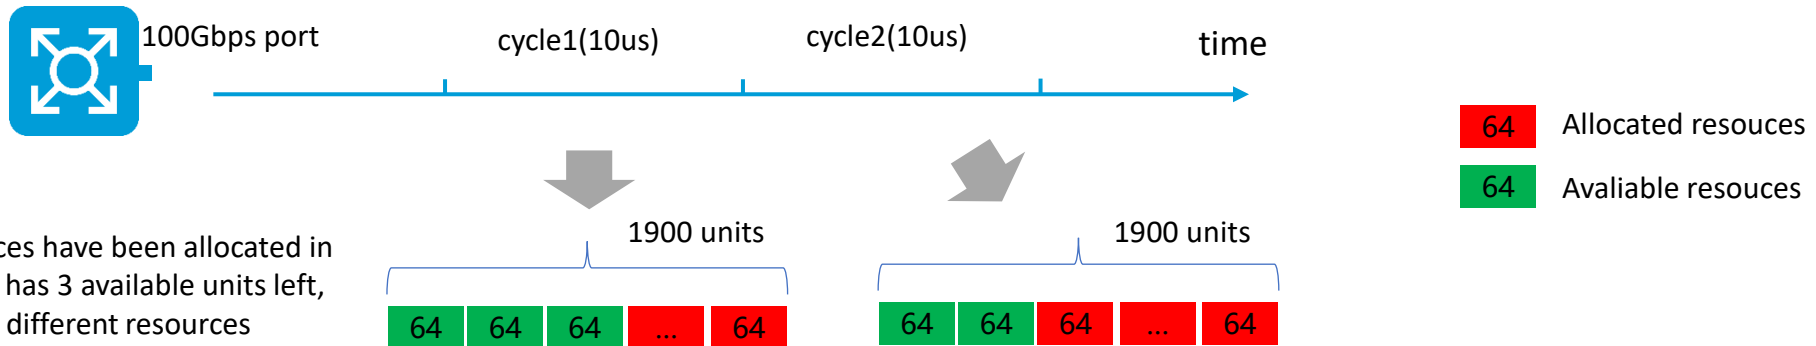 100Gbps port
cycle1(10us)
cycle2(10us)
time
64 Allocated resouces
64 Avaliable resouces
1900 units
1900 units
have been allocated in
has 3 available units left,
different resources
64 64 64 ... 64
64 64 64 ... 64